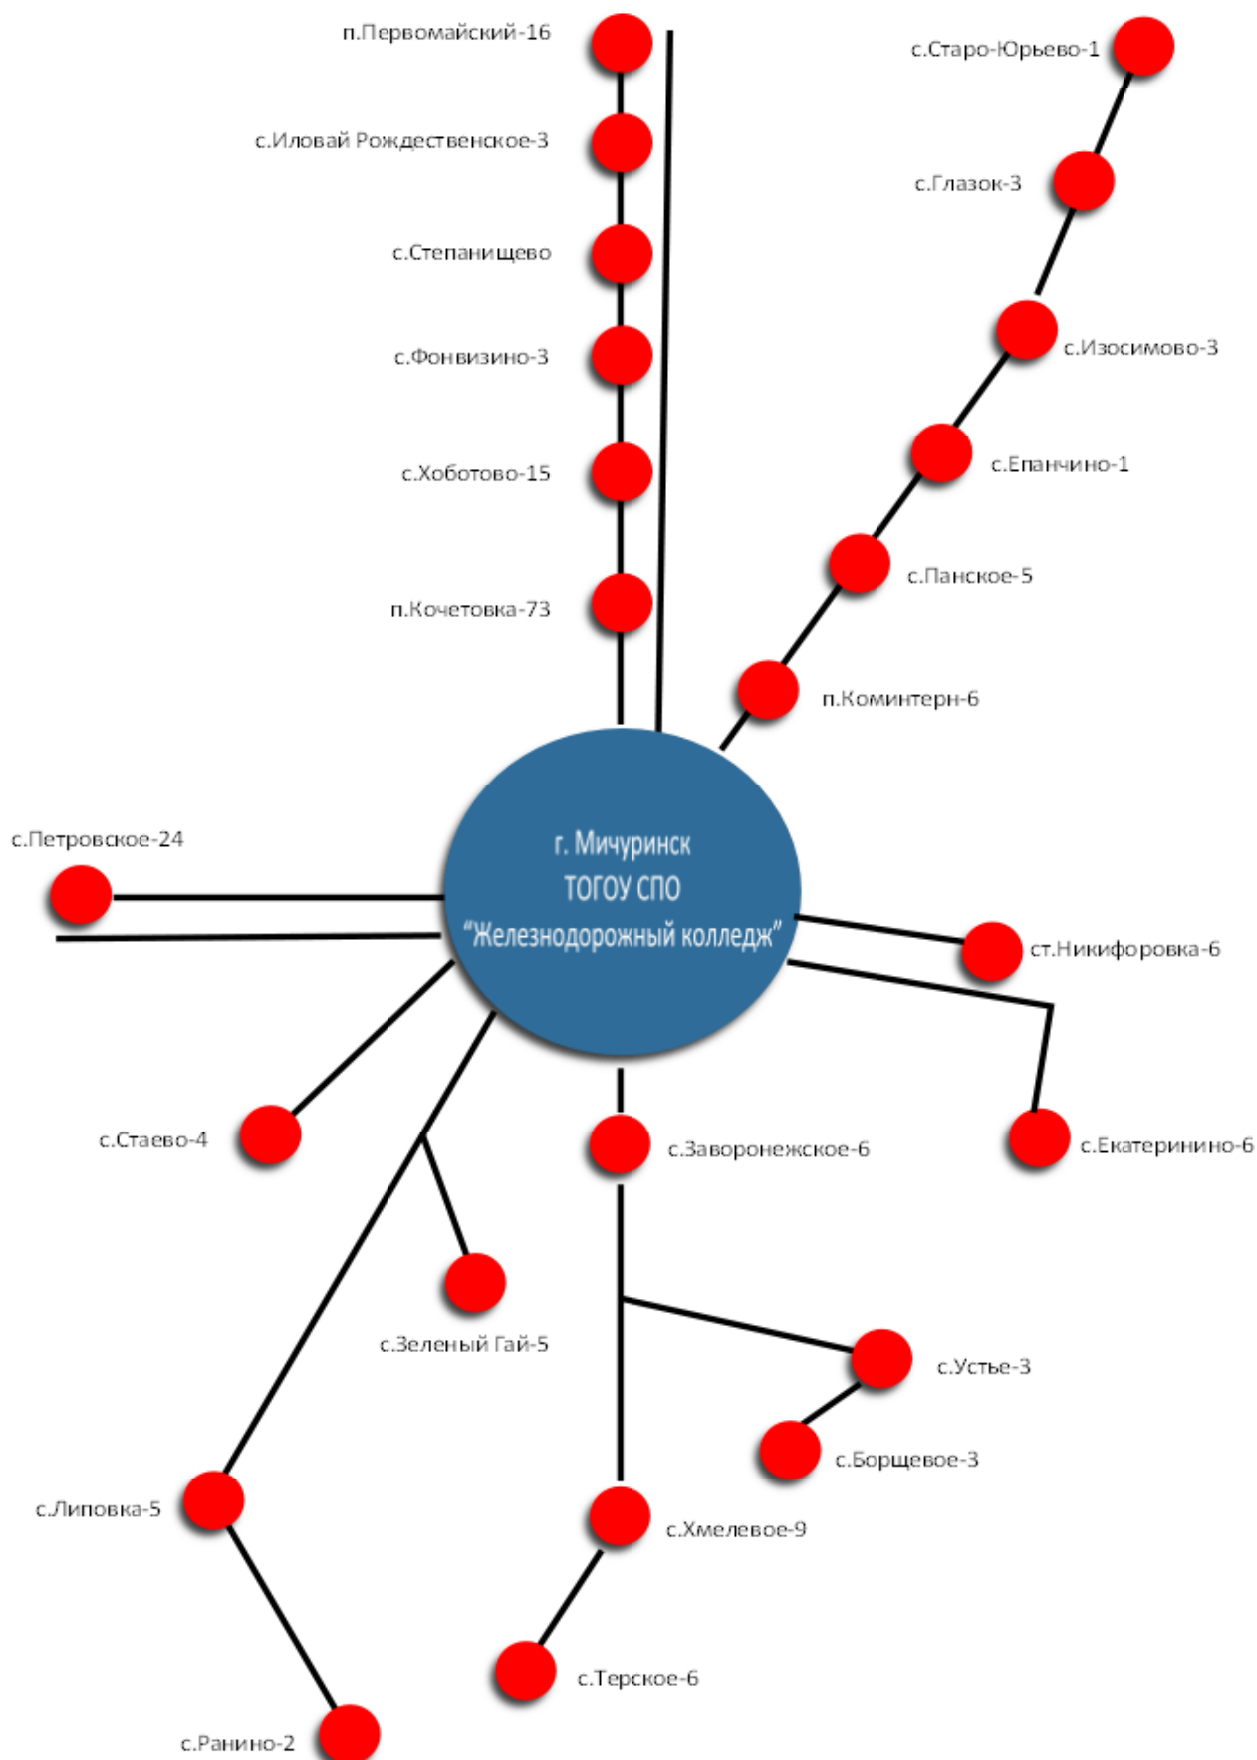 п.Первомайский-16
с.Старо-Юрьево-1
с.Иловай Рождественское-3
с.Глазок-3
с.Степанищево
с.Изосимово-3
с.Фонвизино-3
с.Епанчино-1
с.Хоботово-15
с.Панское-5
п.Кочетовка-73
п.Коминтерн-6
с.Петровское-24
г. Мичуринск
ТОГОУ СПО
“Железнодорожный колледж”
ст.Никифоровка-6
с.Стаево-4
с.Заворонежское-6
с.Екатеринино-6
с.Зеленый Гай-5
с.Устье-3
с.Борщевое-3
с.Липовка-5
с.Хмелевое-9
с.Терское-6
с.Ранино-2